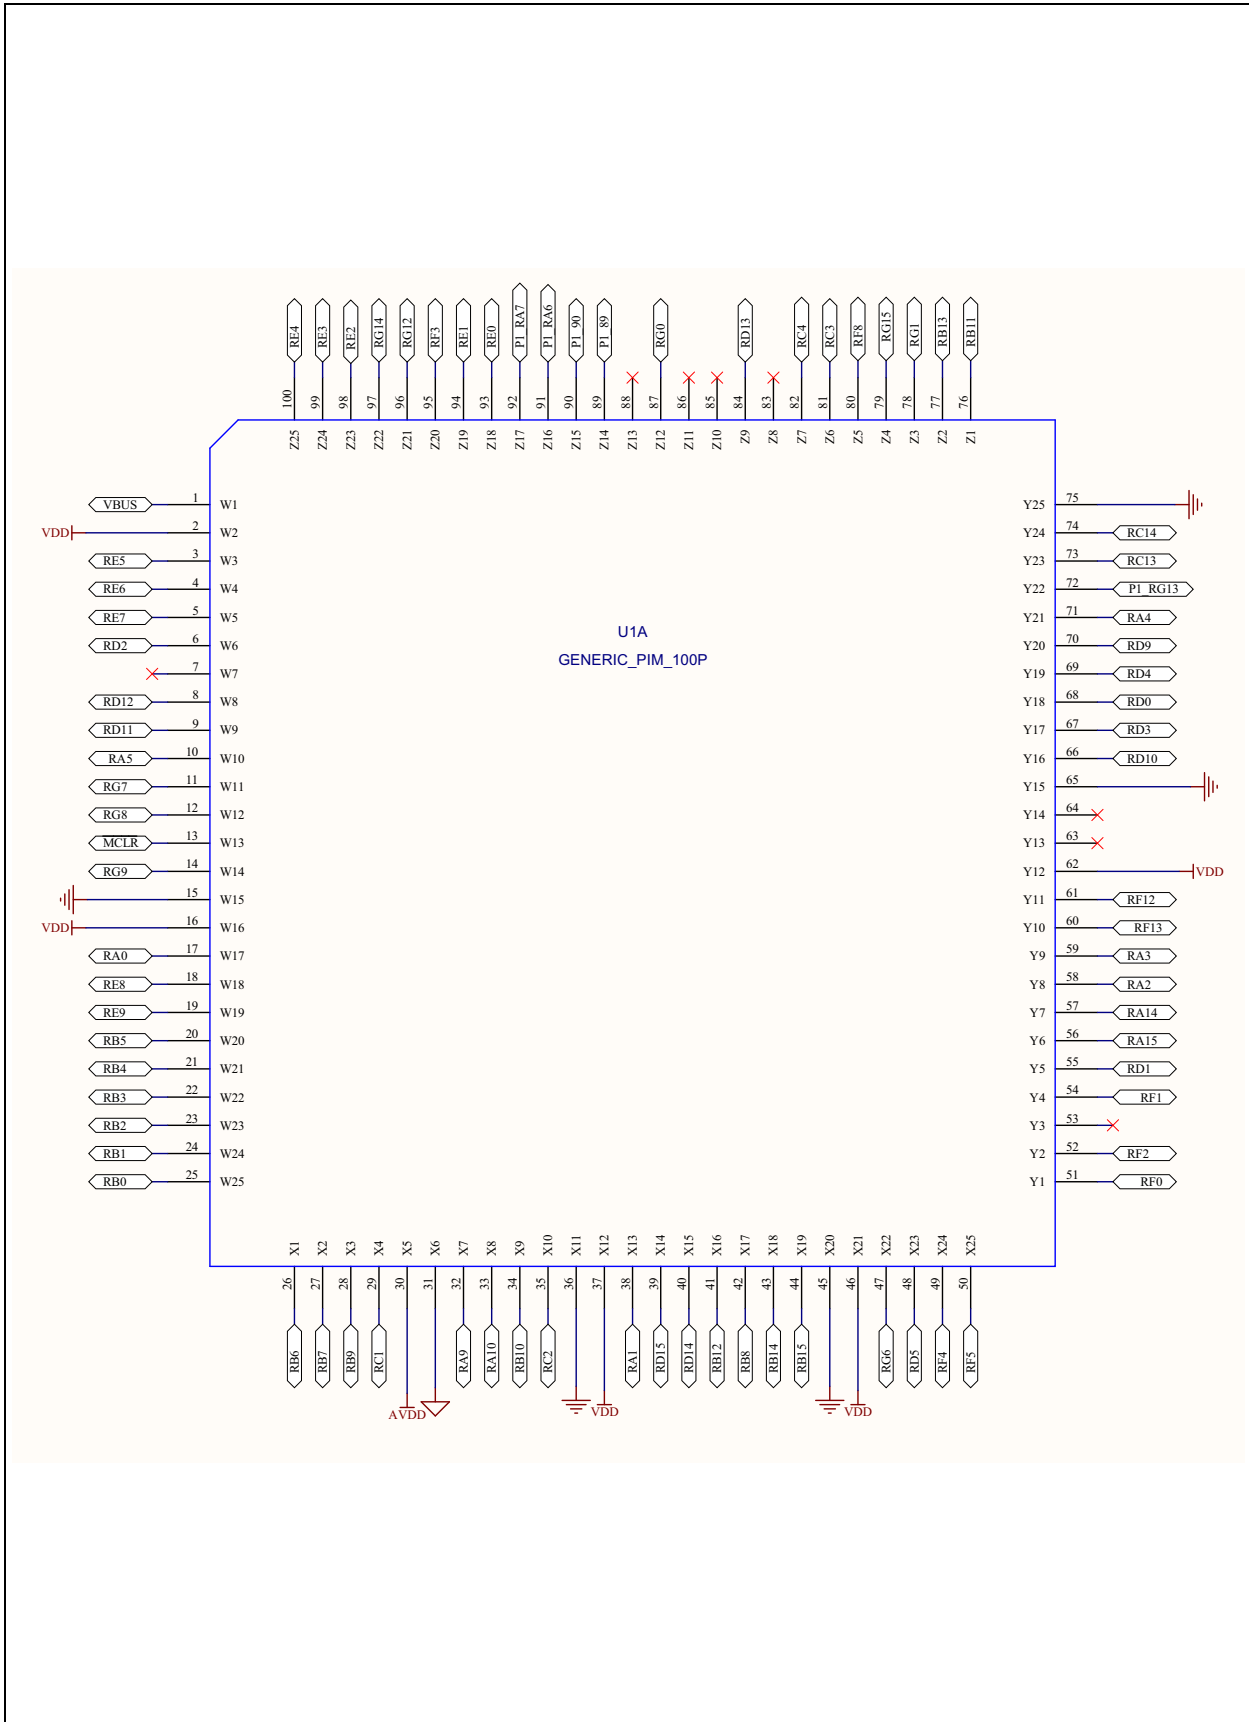 RE4 RE3 RE2 RG14 RG12 RF3 RE1 RE0 P1_RA7 P1_RA6 P1_90 P1_89 RG0 RD13 RC4 RC3 RF8 RG15 RG1 RB13 RB11
100 99 98 97 96 95 94 93 92 91 90 89 88 87 86 85 84 83 82 81 80 79 78 77 76
Z25 Z24 Z23 Z22 Z21 Z20 Z19 Z18 Z17 Z16 Z15 Z14 Z13 Z12 Z11 Z10 Z9 Z8 Z7 Z6 Z5 Z4 Z3 Z2 Z1
VBUS 1 W1
VDD 2 W2
RE5 3 W3
RE6 4 W4
RE7 5 W5
RD2 6 W6
7 W7
RD12 8 W8
RD11 9 W9
RA5 10 W10
RG7 11 W11
RG8 12 W12
MCLR 13 W13
RG9 14 W14
15 W15
VDD 16 W16
RA0 17 W17
RE8 18 W18
RE9 19 W19
RB5 20 W20
RB4 21 W21
RB3 22 W22
RB2 23 W23
RB1 24 W24
RB0 25 W25
U1A
GENERIC_PIM_100P
Y25 75
Y24 74 RC14
Y23 73 RC13
Y22 72 P1_RG13
Y21 71 RA4
Y20 70 RD9
Y19 69 RD4
Y18 68 RD0
Y17 67 RD3
Y16 66 RD10
Y15 65
Y14 64
Y13 63
Y12 62 VDD
Y11 61 RF12
Y10 60 RF13
Y9 59 RA3
Y8 58 RA2
Y7 57 RA14
Y6 56 RA15
Y5 55 RD1
Y4 54 RF1
Y3 53
Y2 52 RF2
Y1 51 RF0
X1 X2 X3 X4 X5 X6 X7 X8 X9 X10 X11 X12 X13 X14 X15 X16 X17 X18 X19 X20 X21 X22 X23 X24 X25
26 27 28 29 30 31 32 33 34 35 36 37 38 39 40 41 42 43 44 45 46 47 48 49 50
RB6 RB7 RB9 RC1 RA9 RA10 RB10 RC2 RA1 RD15 RD14 RB12 RB8 RB14 RB15 RG6 RD5 RF4 RF5
AVDD VDD VDD